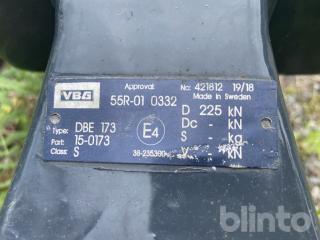 VBG
Approval No: 421812 19/18
55R-01 0332 Made in Sweden
D 225 kN
Type: DBE 173 E4 Dc - kN
Part: 15-0173 S - kg
Class: S V - kN
blinto